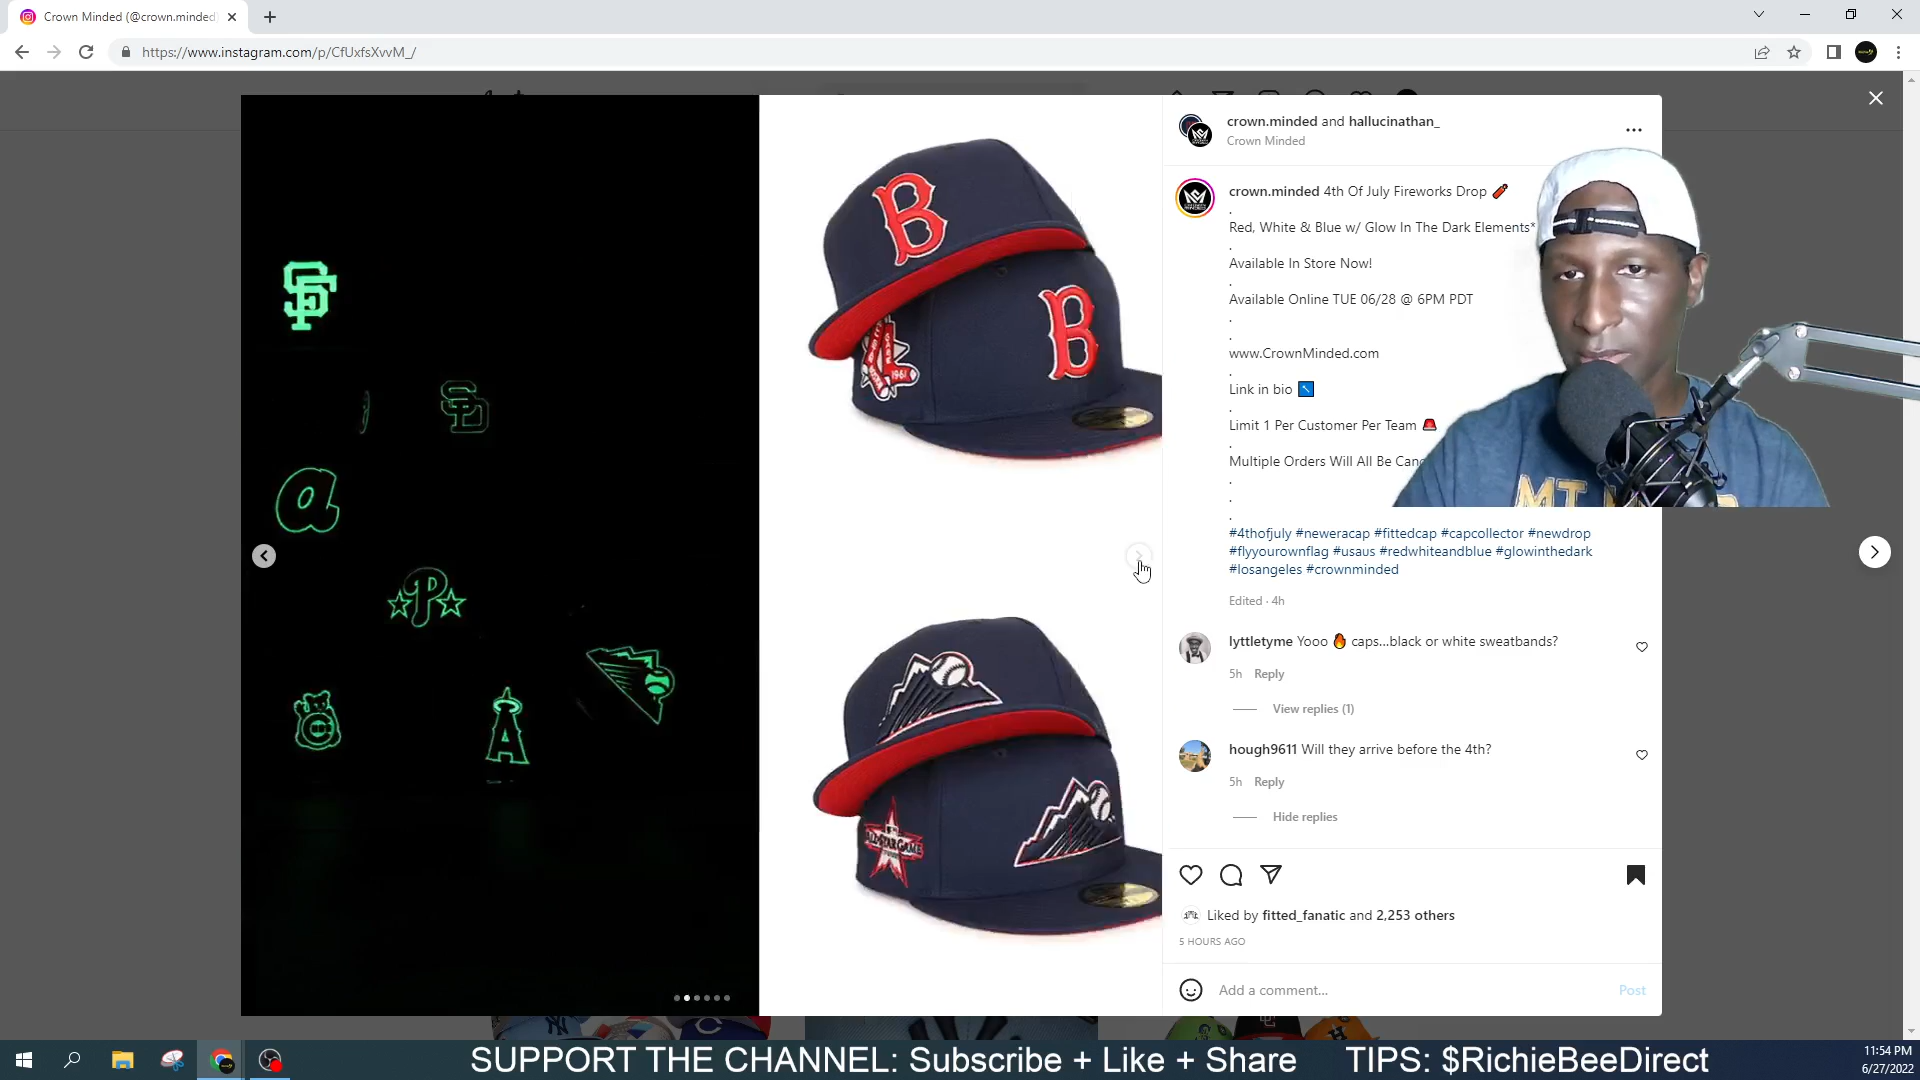 Crown Minded (@crown.minded)
https://www.instagram.com/p/CfUxfsXvvM_/
crown.minded and hallucinathan_
Crown Minded
crown.minded 4th Of July Fireworks Drop 🧨
.
Red, White & Blue w/ Glow In The Dark Elements*
.
Available In Store Now!
.
Available Online TUE 06/28 @ 6PM PDT
.
.
www.CrownMinded.com
.
Link in bio
.
Limit 1 Per Customer Per Team 🚨
.
Multiple Orders Will All Be Canc
.
.
.
#4thofjuly #neweracap #fittedcap #capcollector #newdrop
#flyyourownflag #usaus #redwhiteandblue #glowinthedark
#losangeles #crownminded
Edited · 4h
lyttletyme Yooo 🔥 caps...black or white sweatbands?
5h Reply
View replies (1)
hough9611 Will they arrive before the 4th?
5h Reply
Hide replies
Liked by fitted_fanatic and 2,253 others
5 HOURS AGO
Add a comment... Post
SF
SD
a
P
A
B
B
1961
ALL-STAR GAME
SUPPORT THE CHANNEL: Subscribe + Like + Share TIPS: $RichieBeeDirect
11:54 PM
6/27/2022